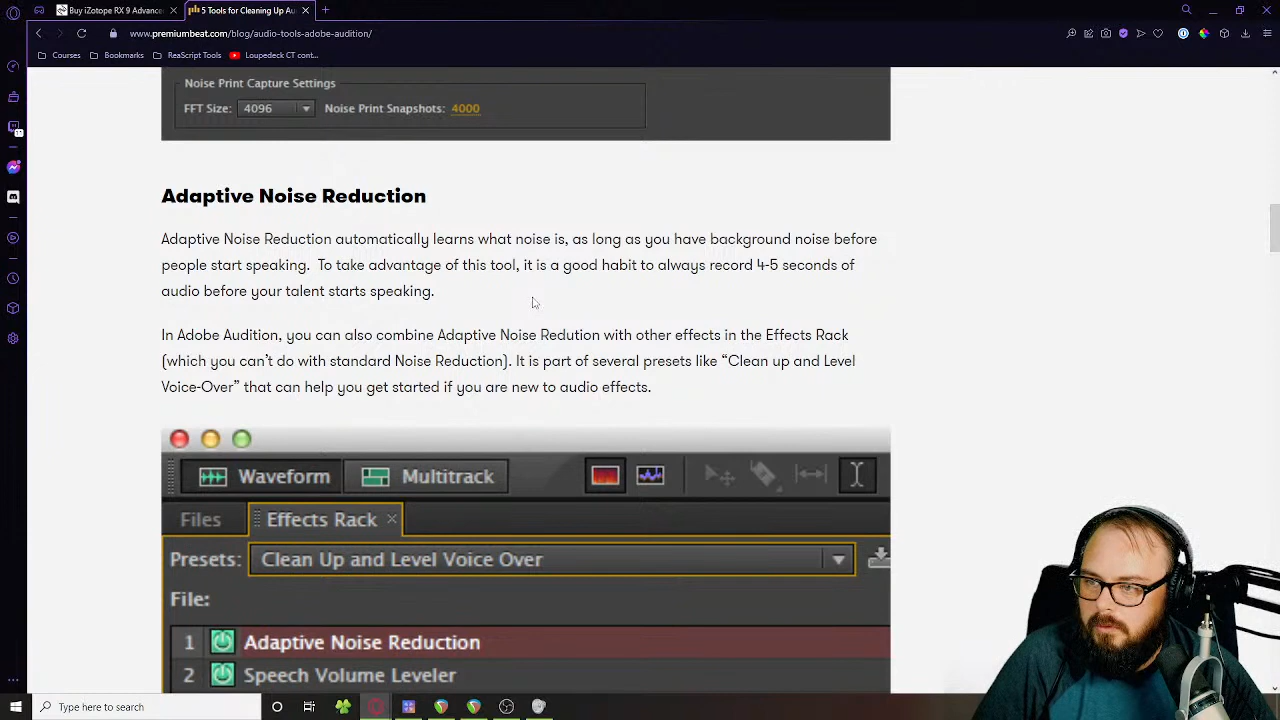 Buy iZotope RX 9 Advance
5 Tools for Cleaning Up Au
www.premiumbeat.com/blog/audio-tools-adobe-audition/
Courses
Bookmarks
ReaScript Tools
Loupedeck CT cont...
Noise Print Capture Settings
FFT Size: 4096
Noise Print Snapshots: 4000
Adaptive Noise Reduction
Adaptive Noise Reduction automatically learns what noise is, as long as you have background noise before
people start speaking. To take advantage of this tool, it is a good habit to always record 4-5 seconds of
audio before your talent starts speaking.
In Adobe Audition, you can also combine Adaptive Noise Redution with other effects in the Effects Rack
(which you can't do with standard Noise Reduction). It is part of several presets like “Clean up and Level
Voice-Over” that can help you get started if you are new to audio effects.
Waveform
Multitrack
Files
Effects Rack
Presets: Clean Up and Level Voice Over
File:
1 Adaptive Noise Reduction
2 Speech Volume Leveler
Type here to search